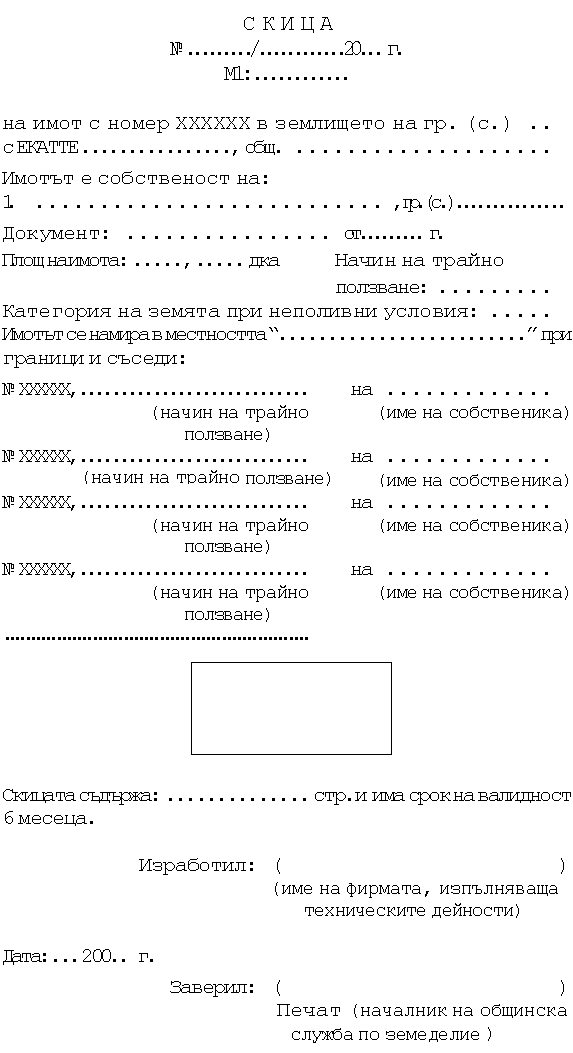 С К И Ц А
№ ........../.............20... г.
М1:............
на имот с номер XXXXXX в землището на гр. (с.) ..
с ЕКАТТЕ ................, общ. .....................
Имотът е собственост на:
1. ............................ , гр.(с.)...............
Документ: ................ от......... г.
Площ на имота: ....., ..... дка Начин на трайно
ползване: .........
Категория на земята при неполивни условия: .....
Имотът се намира в местността “.........................” при
граници и съседи:
№ XXXXX,............................. на .............
(начин на трайно (име на собственика)
ползване)
№ XXXXX,............................. на .............
(начин на трайно ползване) (име на собственика)
№ XXXXX,............................. на .............
(начин на трайно (име на собственика)
ползване)
№ XXXXX,............................. на .............
(начин на трайно (име на собственика)
ползване)
............................................................
Скицата съдържа: .............. стр. и има срок на валидност
6 месеца.
Изработил: ( )
(име на фирмата, изпълняваща
техническите дейности)
Дата: ... 200.. г.
Заверил: ( )
Печат (началник на общинска
служба по земеделие )